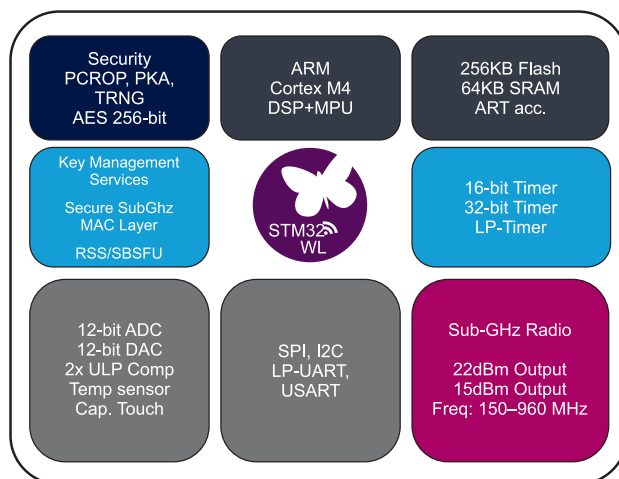 Security
PCROP, PKA,
TRNG
AES 256-bit
ARM
Cortex M4
DSP+MPU
256KB Flash
64KB SRAM
ART acc.
Key Management
Services
Secure SubGhz
MAC Layer
RSS/SBSFU
STM32
WL
16-bit Timer
32-bit Timer
LP-Timer
12-bit ADC
12-bit DAC
2x ULP Comp
Temp sensor
Cap. Touch
SPI, I2C
LP-UART,
USART
Sub-GHz Radio
22dBm Output
15dBm Output
Freq: 150–960 MHz